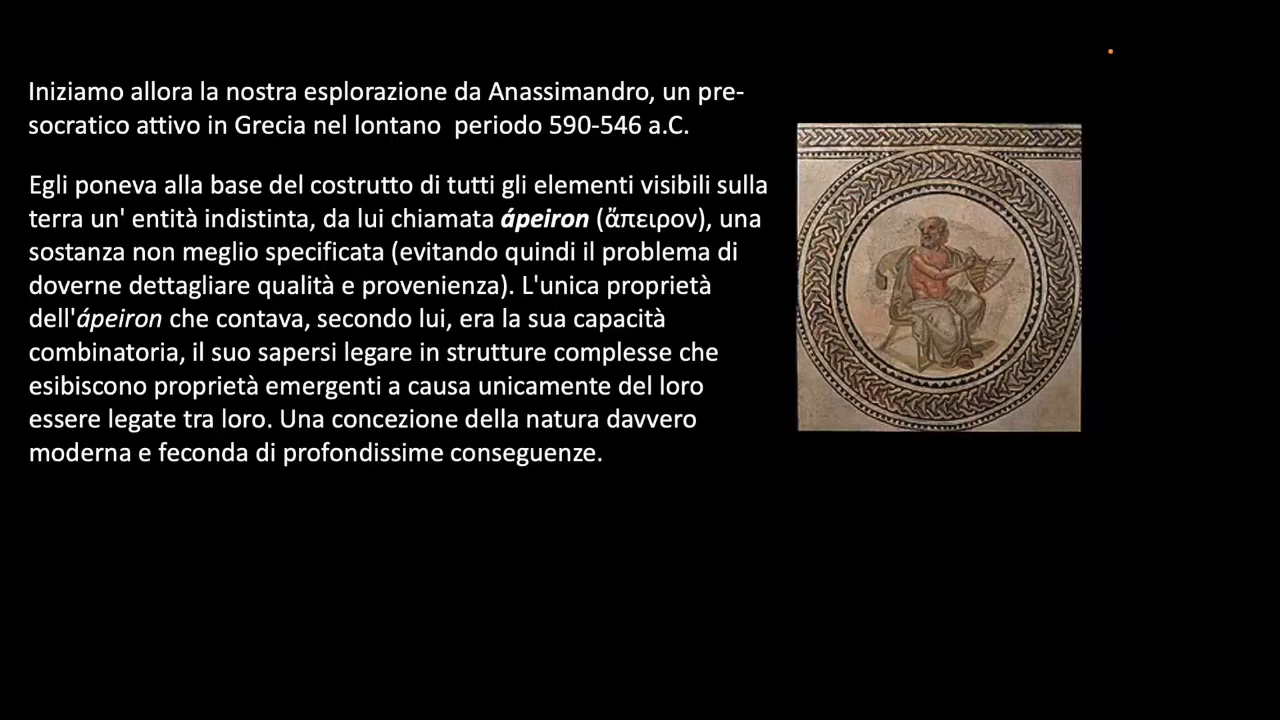 Iniziamo allora la nostra esplorazione da Anassimandro, un pre-
socratico attivo in Grecia nel lontano  periodo 590-546 a.C.
Egli poneva alla base del costrutto di tutti gli elementi visibili sulla
terra un' entità indistinta, da lui chiamata ápeiron (ἄπειρον), una
sostanza non meglio specificata (evitando quindi il problema di
doverne dettagliare qualità e provenienza). L'unica proprietà
dell'ápeiron che contava, secondo lui, era la sua capacità
combinatoria, il suo sapersi legare in strutture complesse che
esibiscono proprietà emergenti a causa unicamente del loro
essere legate tra loro. Una concezione della natura davvero
moderna e feconda di profondissime conseguenze.